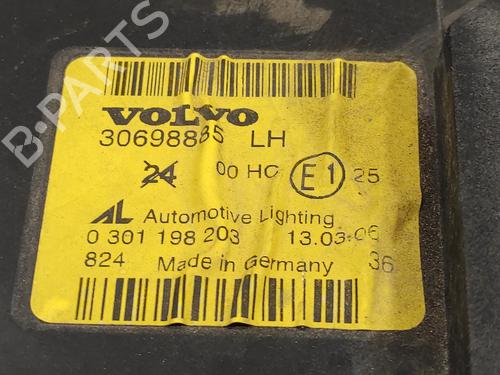 VOLVO
30698885 LH
24 00 HC E1 25
AL Automotive Lighting
0 301 198 203 13.03.06
824 Made in Germany 36
B-PARTS